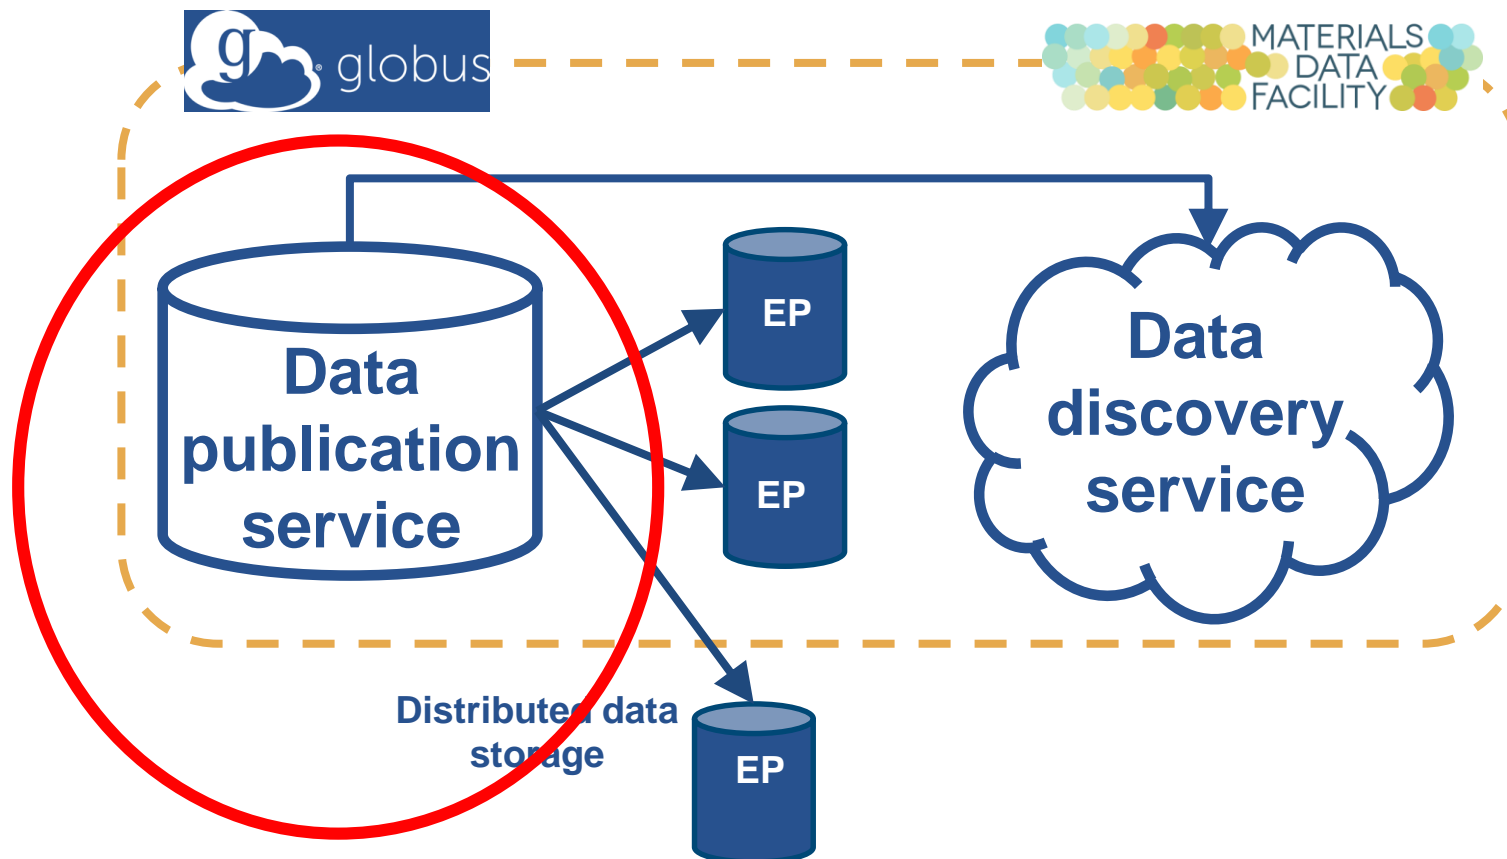 g globus
MATERIALS
DATA
FACILITY
Data
publication
service
EP
EP
Data
discovery
service
Distributed data
storage
EP